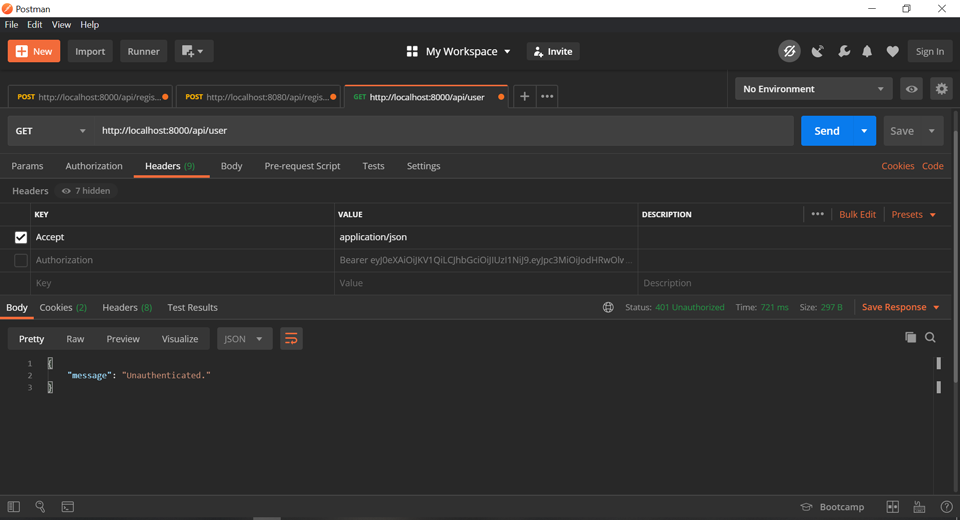 Postman
File Edit View Help
New Import Runner My Workspace Invite Sign In
POST http://localhost:8000/api/regis... POST http://localhost:8080/api/regis... GET http://localhost:8000/api/user No Environment
GET http://localhost:8000/api/user Send Save
Params Authorization Headers (9) Body Pre-request Script Tests Settings Cookies Code
Headers 7 hidden
KEY VALUE DESCRIPTION Bulk Edit Presets
Accept application/json
Authorization Bearer eyJ0eXAiOiJKV1QiLCJhbGciOiJIUzI1NiJ9.eyJpc3MiOiJodHRwOlv...
Key Value Description
Body Cookies (2) Headers (8) Test Results Status: 401 Unauthorized Time: 721 ms Size: 297 B Save Response
Pretty Raw Preview Visualize JSON
1 {
2 "message": "Unauthenticated."
3 }
Bootcamp